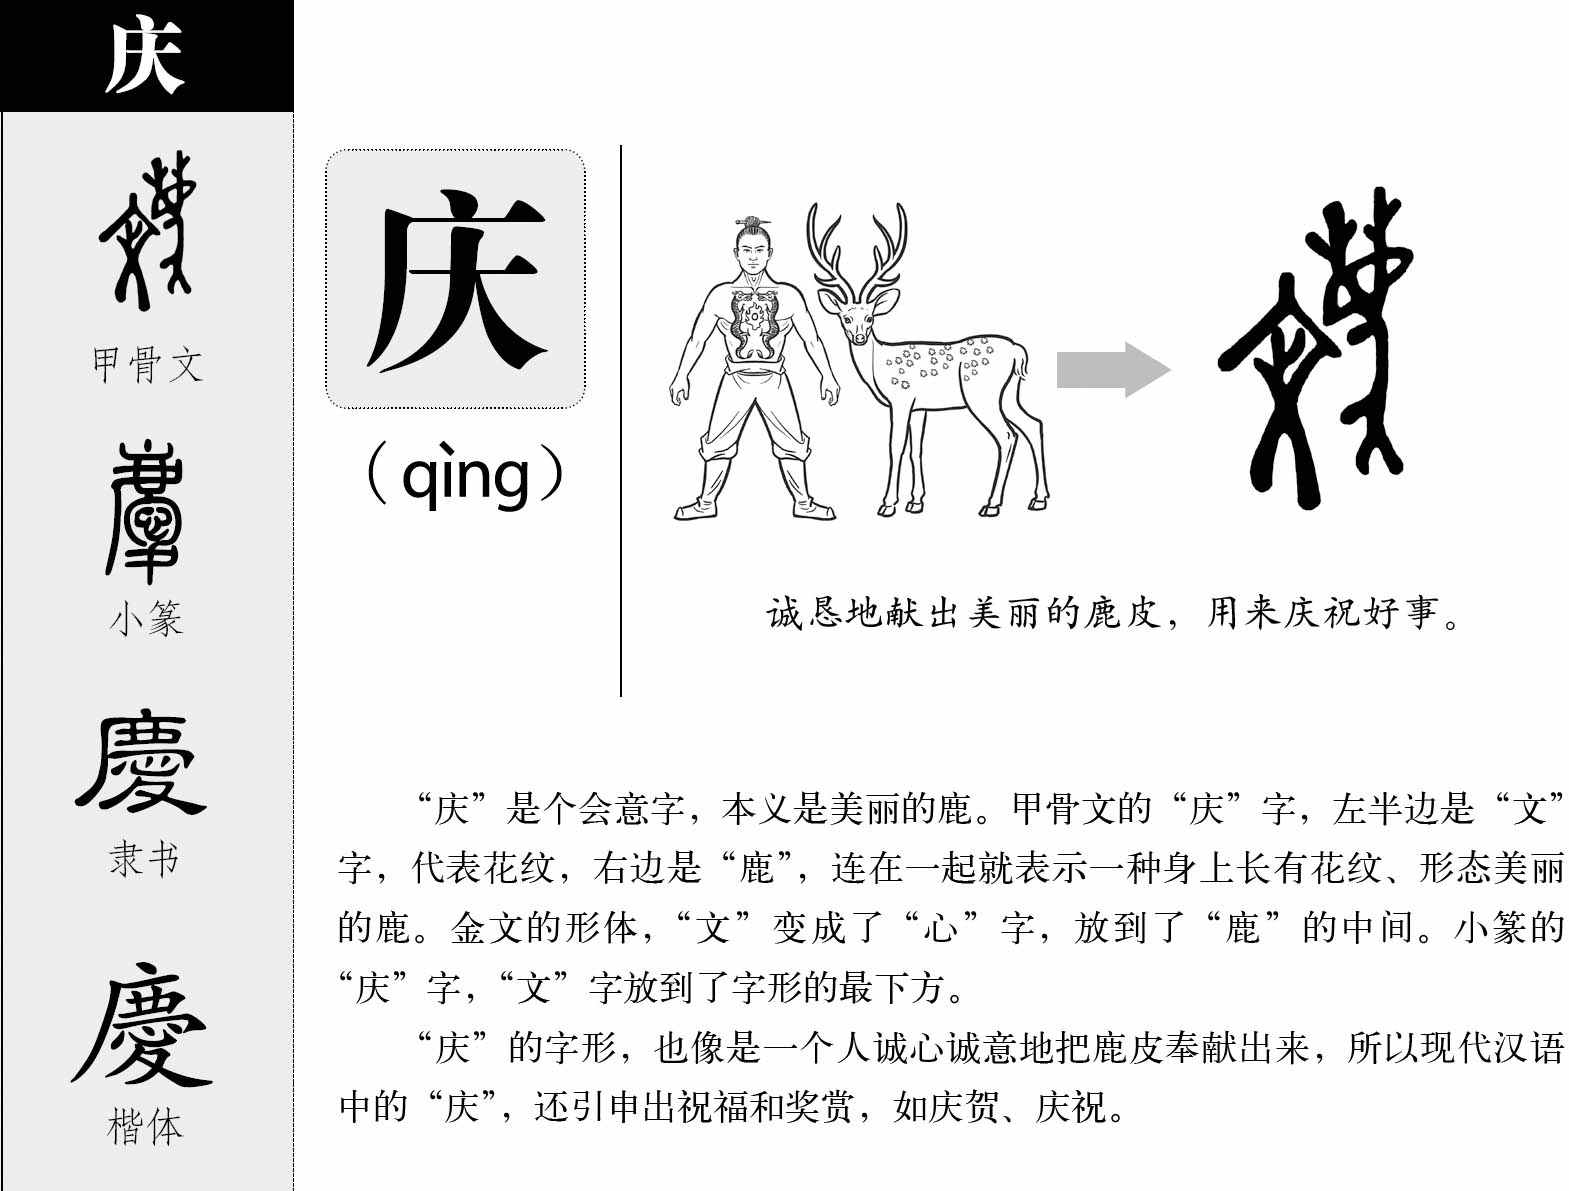 庆
甲骨文
小篆
慶
隶书
慶
楷体
庆
（qìng）
诚恳地献出美丽的鹿皮，用来庆祝好事。
“庆”是个会意字，本义是美丽的鹿。甲骨文的“庆”字，左半边是“文”
字，代表花纹，右边是“鹿”，连在一起就表示一种身上长有花纹、形态美丽
的鹿。金文的形体，“文”变成了“心”字，放到了“鹿”的中间。小篆的
“庆”字，“文”字放到了字形的最下方。
“庆”的字形，也像是一个人诚心诚意地把鹿皮奉献出来，所以现代汉语
中的“庆”，还引申出祝福和奖赏，如庆贺、庆祝。